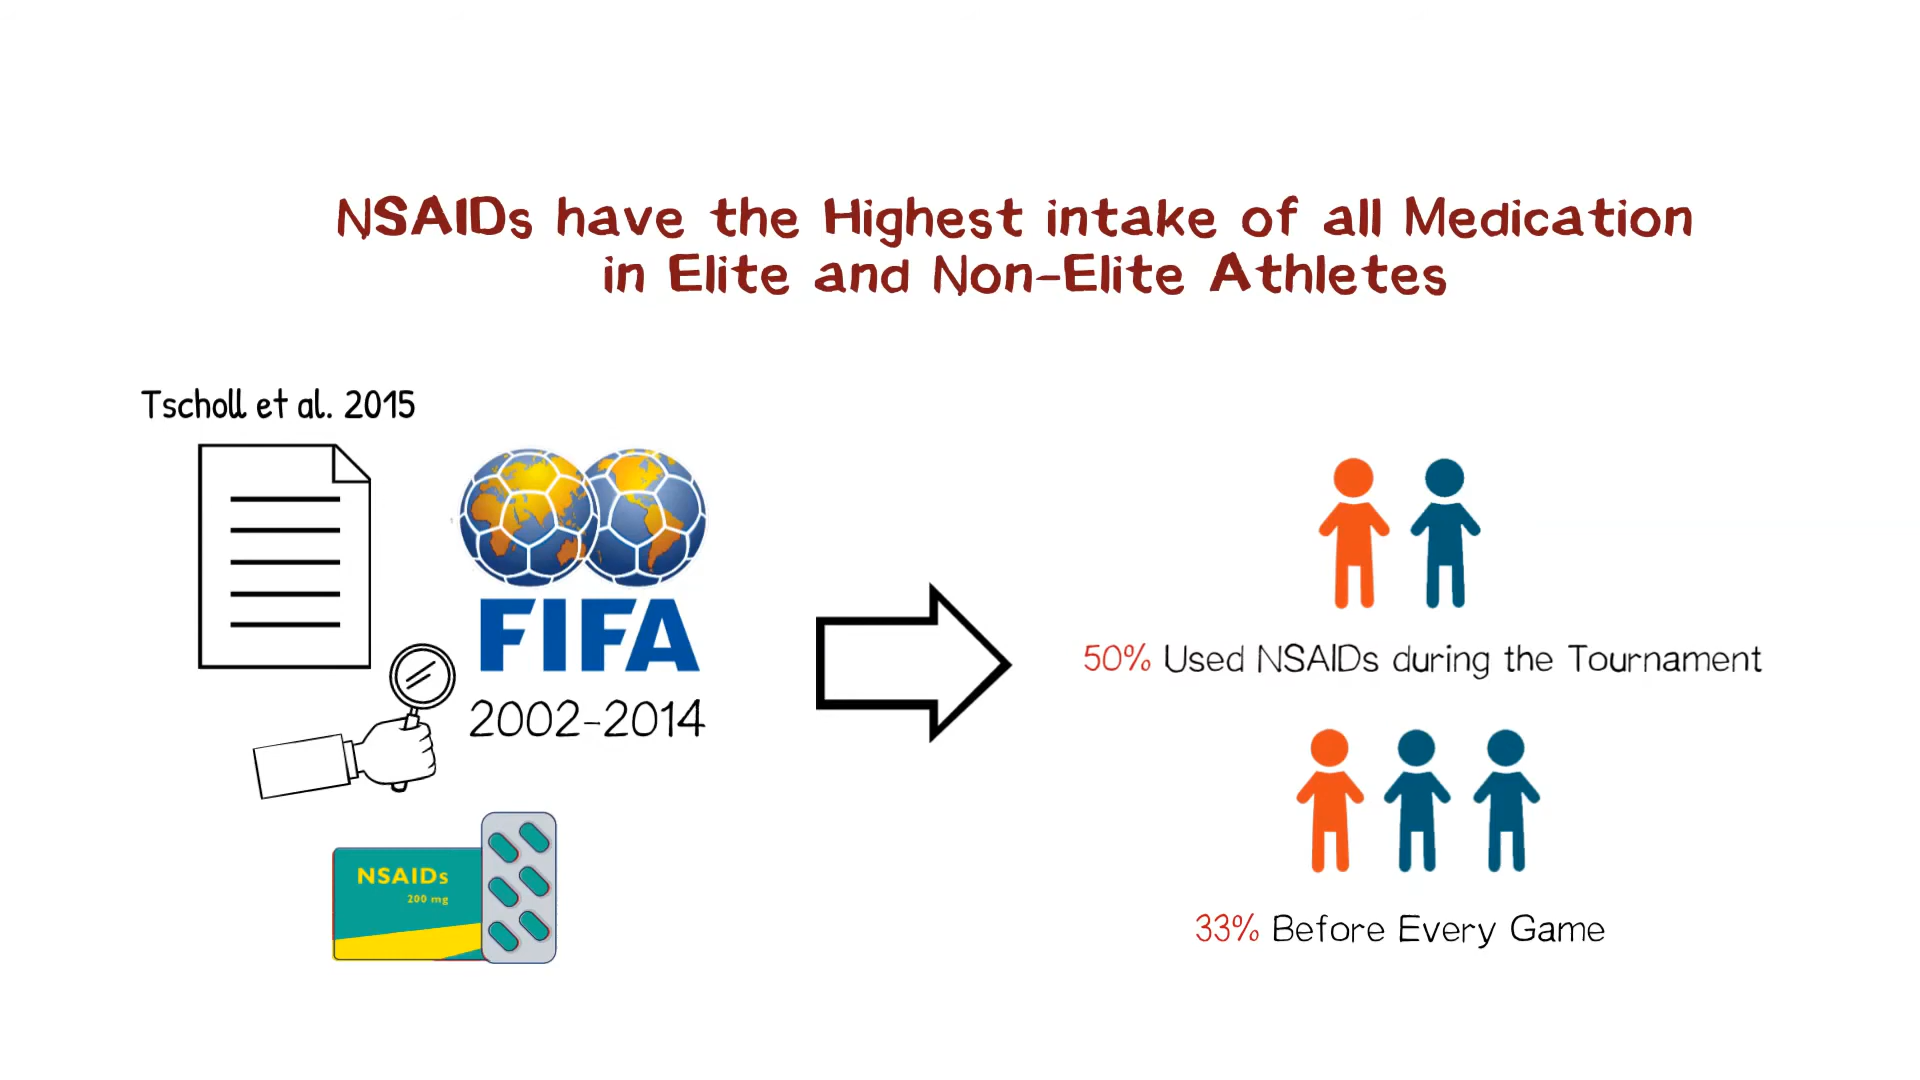 NSAIDs have the Highest intake of all Medication
in Elite and Non-Elite Athletes
Tscholl et al. 2015
FIFA
2002-2014
NSAIDs
200 mg
50% Used NSAIDs during the Tournament
33% Before Every Game